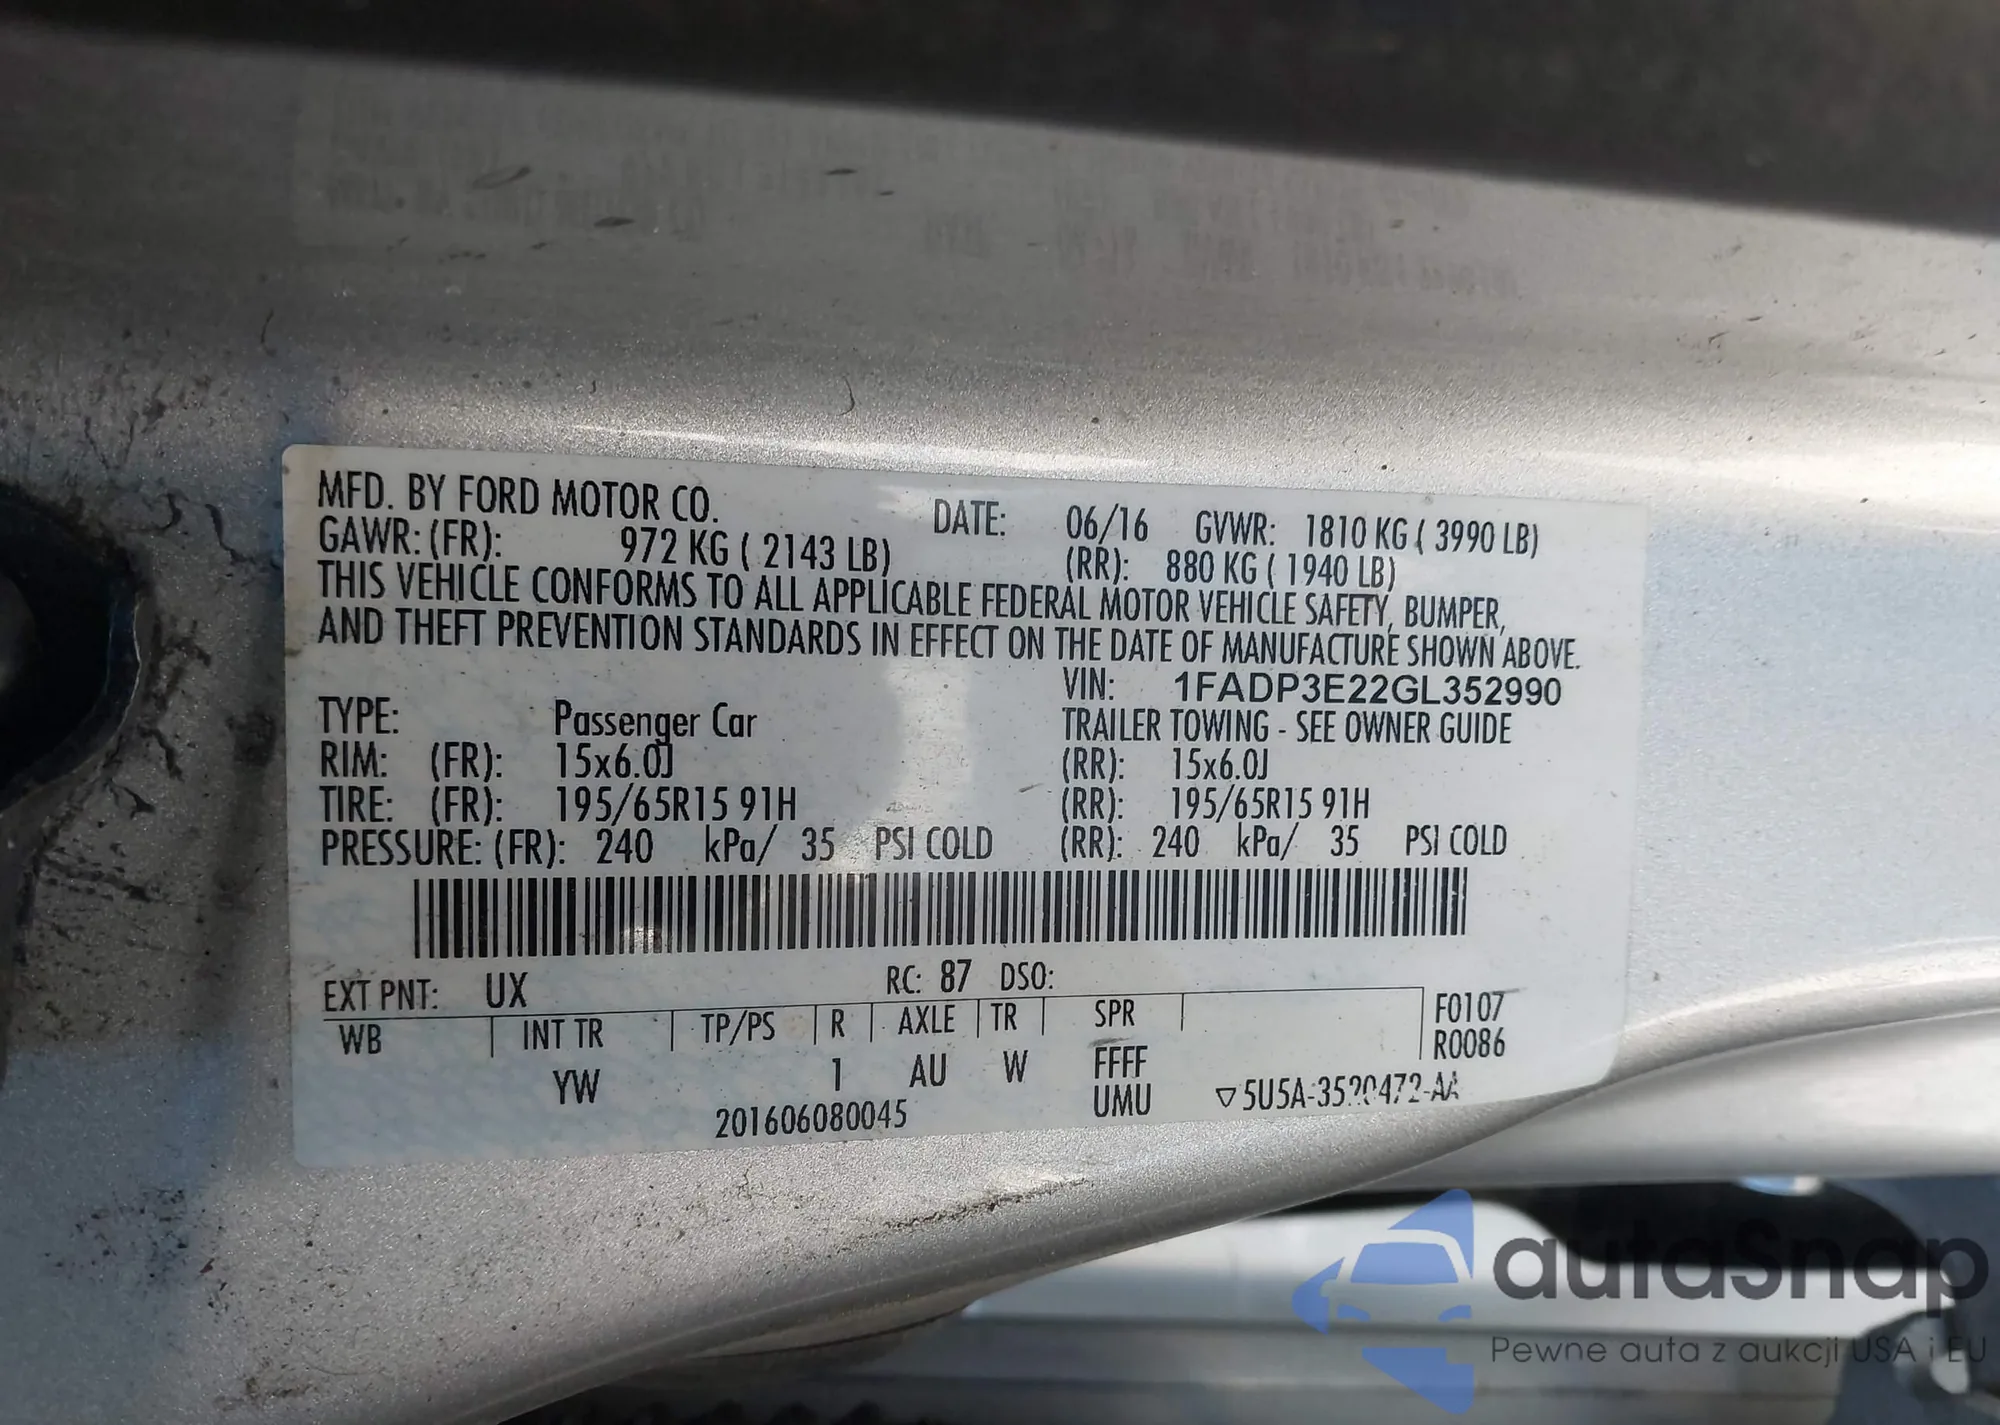 MFD. BY FORD MOTOR CO. DATE: 06/16 GVWR: 1810 KG ( 3990 LB)
GAWR: (FR): 972 KG ( 2143 LB) (RR): 880 KG ( 1940 LB)
THIS VEHICLE CONFORMS TO ALL APPLICABLE FEDERAL MOTOR VEHICLE SAFETY, BUMPER,
AND THEFT PREVENTION STANDARDS IN EFFECT ON THE DATE OF MANUFACTURE SHOWN ABOVE.
VIN: 1FADP3E22GL352990
TYPE: Passenger Car TRAILER TOWING - SEE OWNER GUIDE
RIM: (FR): 15x6.0J (RR): 15x6.0J
TIRE: (FR): 195/65R15 91H (RR): 195/65R15 91H
PRESSURE: (FR): 240 kPa/ 35 PSI COLD (RR): 240 kPa/ 35 PSI COLD
EXT PNT: UX RC: 87 DSO:
WB INT TR TP/PS R AXLE TR SPR F0107
R0086
YW 1 AU W FFFF
201606080045 UMU
autoSnap
Pewne auta z aukcji USA i EU